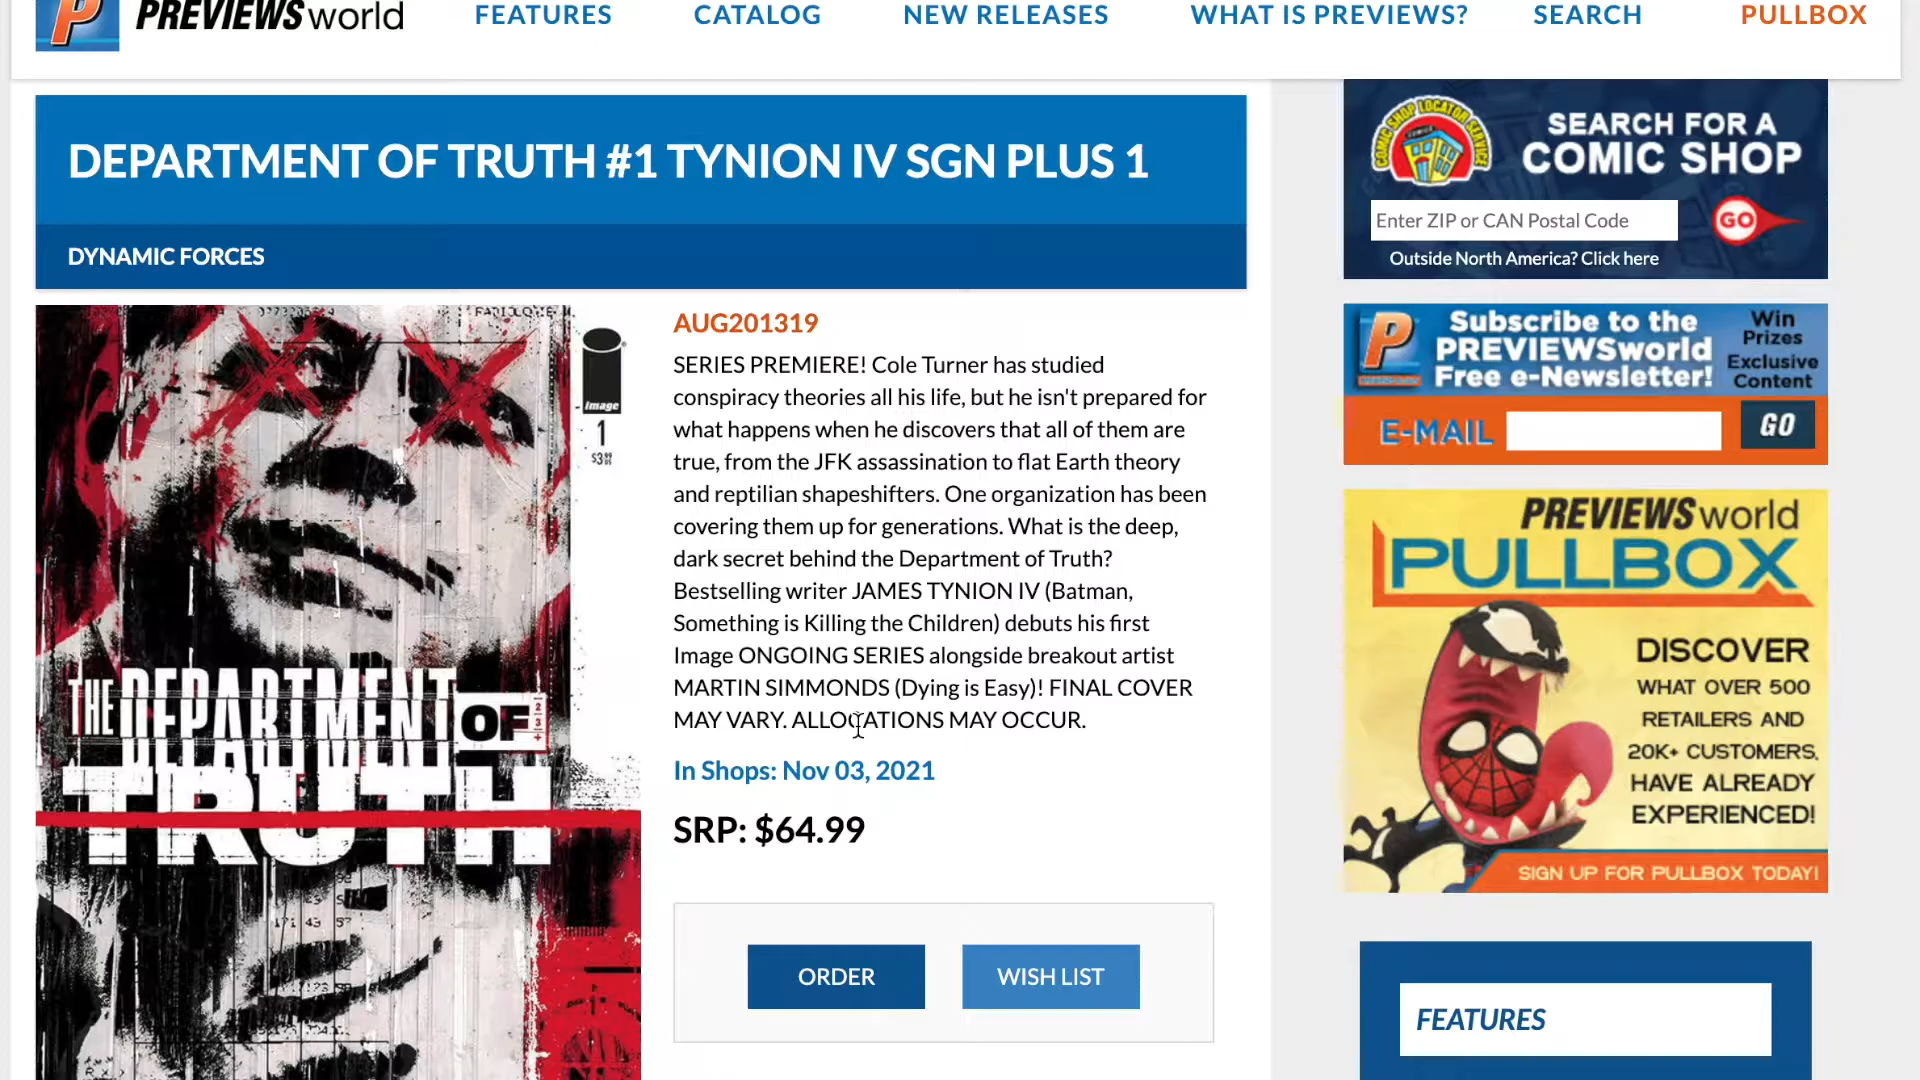 PREVIEWSworld
FEATURES
CATALOG
NEW RELEASES
WHAT IS PREVIEWS?
SEARCH
PULLBOX
DEPARTMENT OF TRUTH #1 TYNION IV SGN PLUS 1
DYNAMIC FORCES
image
1
$3.99
THE DEPARTMENT
OF
TRUTH
AUG201319
SERIES PREMIERE! Cole Turner has studied
conspiracy theories all his life, but he isn't prepared for
what happens when he discovers that all of them are
true, from the JFK assassination to flat Earth theory
and reptilian shapeshifters. One organization has been
covering them up for generations. What is the deep,
dark secret behind the Department of Truth?
Bestselling writer JAMES TYNION IV (Batman,
Something is Killing the Children) debuts his first
Image ONGOING SERIES alongside breakout artist
MARTIN SIMMONDS (Dying is Easy)! FINAL COVER
MAY VARY. ALLOCATIONS MAY OCCUR.
In Shops: Nov 03, 2021
SRP: $64.99
ORDER
WISH LIST
COMIC SHOP LOCATOR SERVICE
SEARCH FOR A
COMIC SHOP
Enter ZIP or CAN Postal Code
GO
Outside North America? Click here
Subscribe to the
PREVIEWSworld
Free e-Newsletter!
Win
Prizes
Exclusive
Content
E-MAIL
GO
PREVIEWSworld
PULLBOX
DISCOVER
WHAT OVER 500
RETAILERS AND
20K+ CUSTOMERS,
HAVE ALREADY
EXPERIENCED!
SIGN UP FOR PULLBOX TODAY!
FEATURES